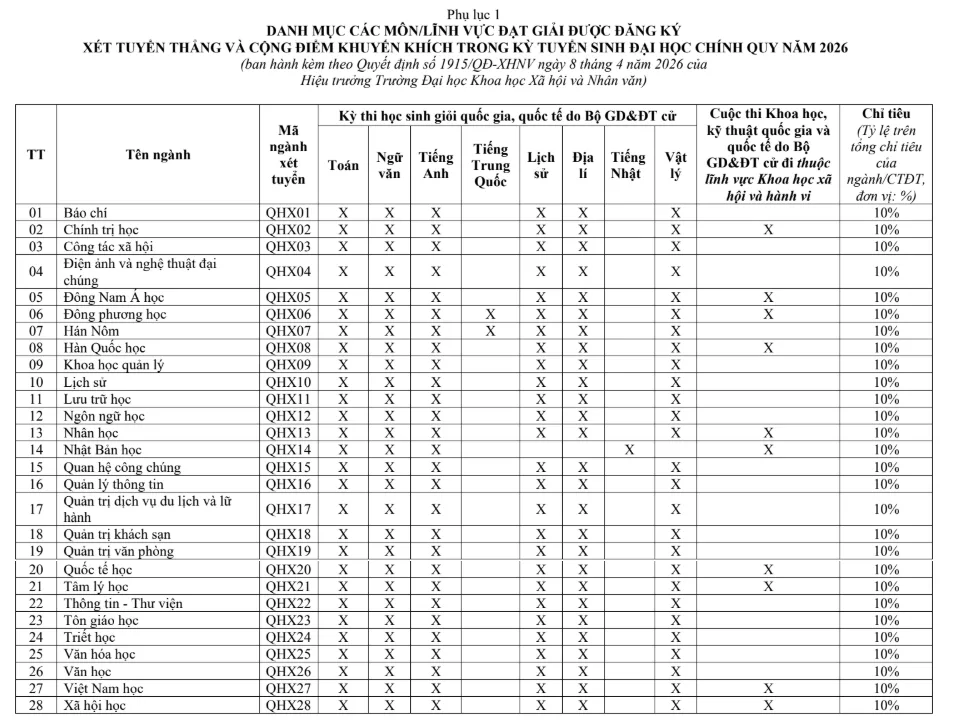 Phụ lục 1
DANH MỤC CÁC MÔN/LĨNH VỰC ĐẠT GIẢI ĐƯỢC ĐĂNG KÝ
XÉT TUYỂN THẲNG VÀ CỘNG ĐIỂM KHUYẾN KHÍCH TRONG KỲ TUYỂN SINH ĐẠI HỌC CHÍNH QUY NĂM 2026
(ban hành kèm theo Quyết định số 1915/QĐ-XHNV ngày 8 tháng 4 năm 2026 của
Hiệu trưởng Trường Đại học Khoa học Xã hội và Nhân văn)
TT Tên ngành Mã ngành xét tuyển Kỳ thi học sinh giỏi quốc gia, quốc tế do Bộ GD&ĐT cử Cuộc thi Khoa học, kỹ thuật quốc gia và quốc tế do Bộ GD&ĐT cử đi thuộc lĩnh vực Khoa học xã hội và hành vi Chỉ tiêu (Tỷ lệ trên tổng chỉ tiêu của ngành/CTĐT, đơn vị: %)
Toán Ngữ văn Tiếng Anh Tiếng Trung Quốc Lịch sử Địa lí Tiếng Nhật Vật lý
01 Báo chí QHX01 X X X X X X 10%
02 Chính trị học QHX02 X X X X X X X 10%
03 Công tác xã hội QHX03 X X X X X X 10%
04 Điện ảnh và nghệ thuật đại chúng QHX04 X X X X X X 10%
05 Đông Nam Á học QHX05 X X X X X X X 10%
06 Đông phương học QHX06 X X X X X X X X 10%
07 Hán Nôm QHX07 X X X X X X X 10%
08 Hàn Quốc học QHX08 X X X X X X X 10%
09 Khoa học quản lý QHX09 X X X X X X 10%
10 Lịch sử QHX10 X X X X X X 10%
11 Lưu trữ học QHX11 X X X X X X 10%
12 Ngôn ngữ học QHX12 X X X X X X 10%
13 Nhân học QHX13 X X X X X X X 10%
14 Nhật Bản học QHX14 X X X X X 10%
15 Quan hệ công chúng QHX15 X X X X X X 10%
16 Quản lý thông tin QHX16 X X X X X X 10%
17 Quản trị dịch vụ du lịch và lữ hành QHX17 X X X X X X 10%
18 Quản trị khách sạn QHX18 X X X X X X 10%
19 Quản trị văn phòng QHX19 X X X X X X 10%
20 Quốc tế học QHX20 X X X X X X X 10%
21 Tâm lý học QHX21 X X X X X X X 10%
22 Thông tin - Thư viện QHX22 X X X X X X 10%
23 Tôn giáo học QHX23 X X X X X X 10%
24 Triết học QHX24 X X X X X X 10%
25 Văn hóa học QHX25 X X X X X X 10%
26 Văn học QHX26 X X X X X X 10%
27 Việt Nam học QHX27 X X X X X X X 10%
28 Xã hội học QHX28 X X X X X X X 10%